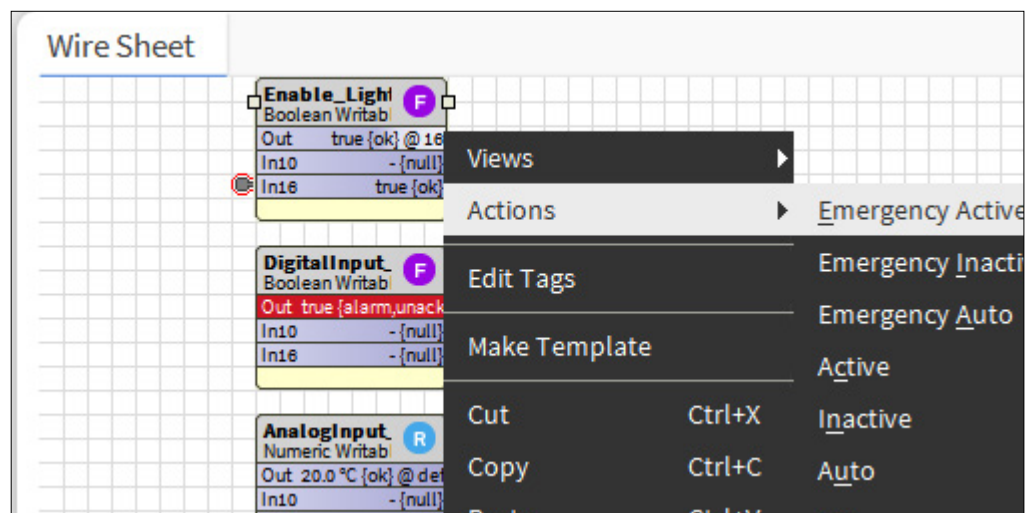 Wire Sheet
Enable_Ligh
Boolean Writab
F
Out true {ok} @ 16
In10 - {null}
In16 true {ok}
DigitalInput_
Boolean Writab
F
Out true {alarm,unack
In10 - {null}
In16 - {null}
AnalogInput_
Numeric Writab
R
Out 20.0 °C {ok} @ def
In10 - {null}
Views
Actions
Edit Tags
Make Template
Cut Ctrl+X
Copy Ctrl+C
Emergency Active
Emergency Inacti
Emergency Auto
Active
Inactive
Auto